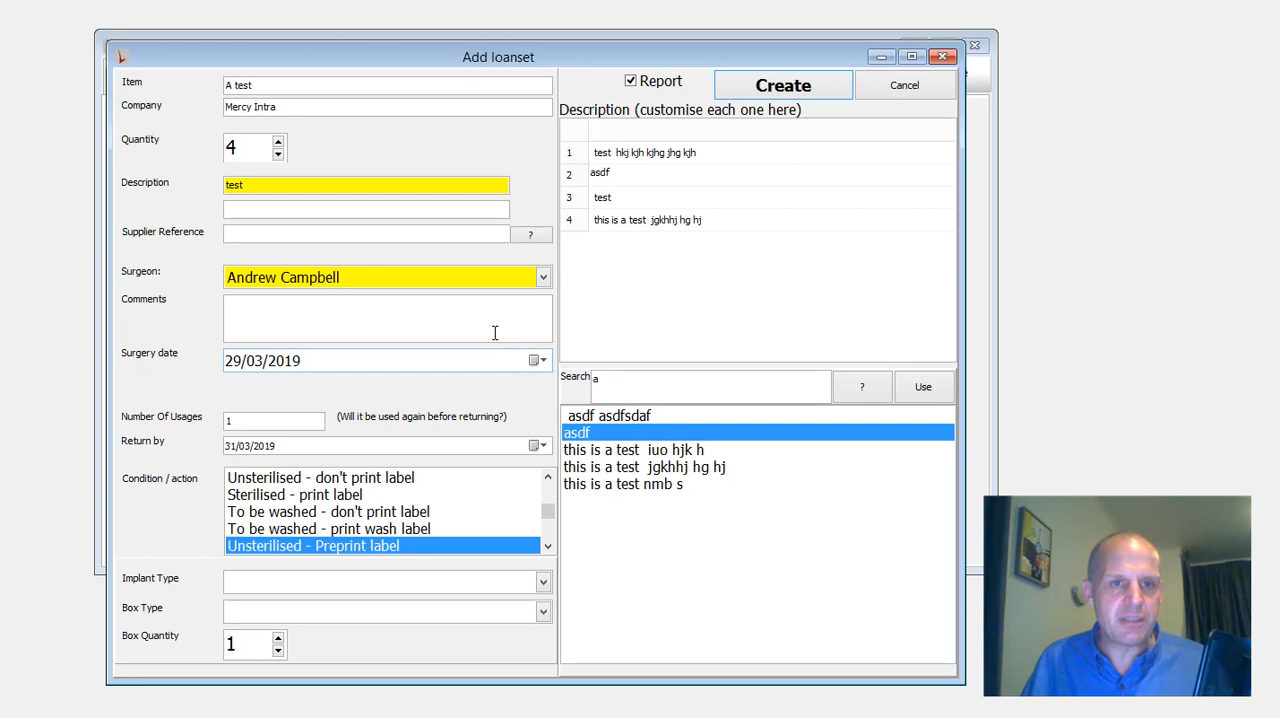 Add loanset
Item
A test
Company
Mercy Intra
Quantity
4
Description
test
Supplier Reference
?
Surgeon:
Andrew Campbell
Comments
Surgery date
29/03/2019
Number Of Usages
1
(Will it be used again before returning?)
Return by
31/03/2019
Condition / action
Unsterilised - don't print label
Sterilised - print label
To be washed - don't print label
To be washed - print wash label
Unsterilised - Preprint label
Implant Type
Box Type
Box Quantity
1
Report
Create
Cancel
Description (customise each one here)
1 test hkj kjh kjhg jhg kjh
2 asdf
3 test
4 this is a test jgkhhj hg hj
Search
a
?
Use
asdf asdfsdaf
asdf
this is a test iuo hjk h
this is a test jgkhhj hg hj
this is a test nmb s